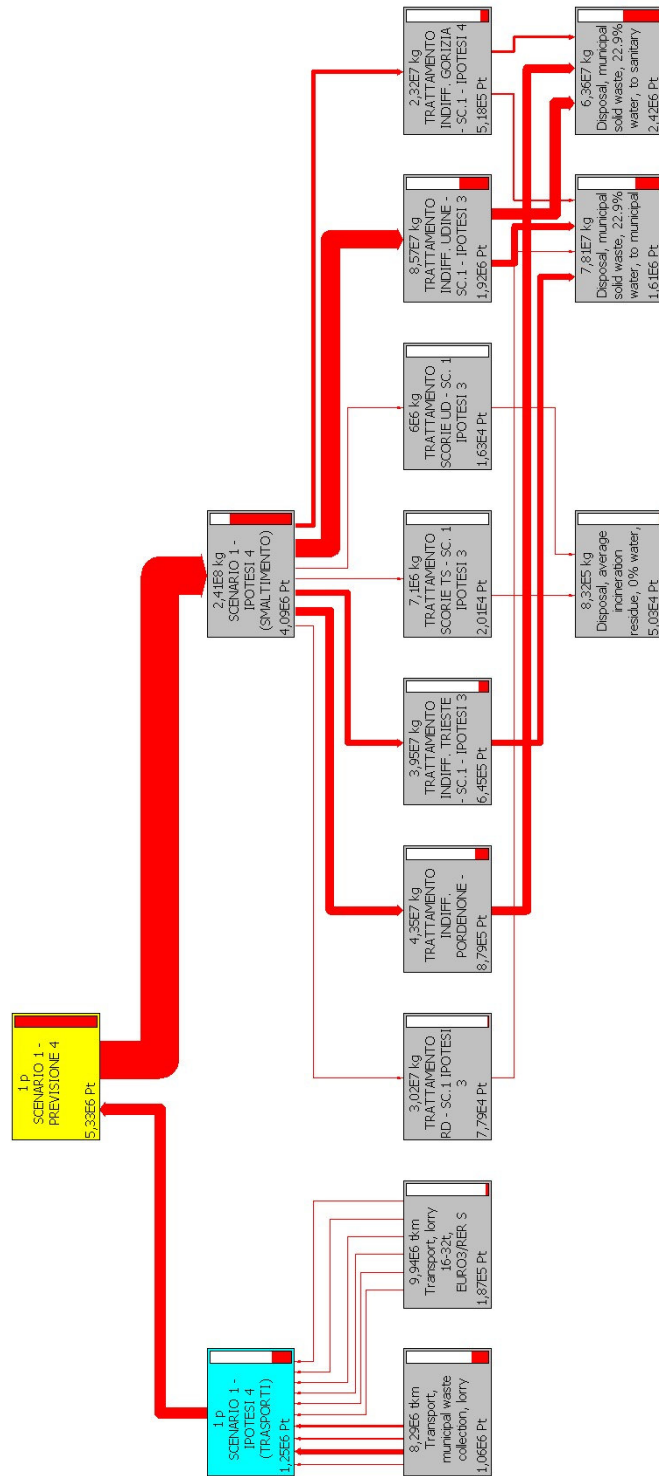 1 p
SCENARIO 1 -
PREVISIONE 4
5,33E6 Pt
1 p
SCENARIO 1 -
IPOTESI 4
(TRASPORTI)
1,25E6 Pt
2,41E8 kg
SCENARIO 1 -
IPOTESI 4
(SMALTIMENTO)
4,09E6 Pt
8,29E6 tkm
Transport,
municipal waste
collection, lorry
1,06E6 Pt
9,94E6 tkm
Transport, lorry
16-32t,
EURO3/RER S
1,87E5 Pt
3,02E7 kg
TRATTAMENTO
RD - SC.1 IPOTESI
3
7,79E4 Pt
4,35E7 kg
TRATTAMENTO
INDIFF.
PORDENONE -
8,79E5 Pt
3,95E7 kg
TRATTAMENTO
INDIFF. TRIESTE
- SC.1 - IPOTESI 3
6,45E5 Pt
7,1E6 kg
TRATTAMENTO
SCORIE TS - SC. 1
IPOTESI 3
2,01E4 Pt
6E6 kg
TRATTAMENTO
SCORIE UD - SC. 1
IPOTESI 3
1,63E4 Pt
8,57E7 kg
TRATTAMENTO
INDIFF. UDINE -
SC.1 - IPOTESI 3
1,92E6 Pt
2,32E7 kg
TRATTAMENTO
INDIFF. GORIZIA
- SC.1 - IPOTESI 4
5,18E5 Pt
8,32E5 kg
Disposal, average
incineration
residue, 0% water,
5,03E4 Pt
7,81E7 kg
Disposal, municipal
solid waste, 22.9%
water, to municipal
1,61E6 Pt
6,36E7 kg
Disposal, municipal
solid waste, 22.9%
water, to sanitary
2,42E6 Pt